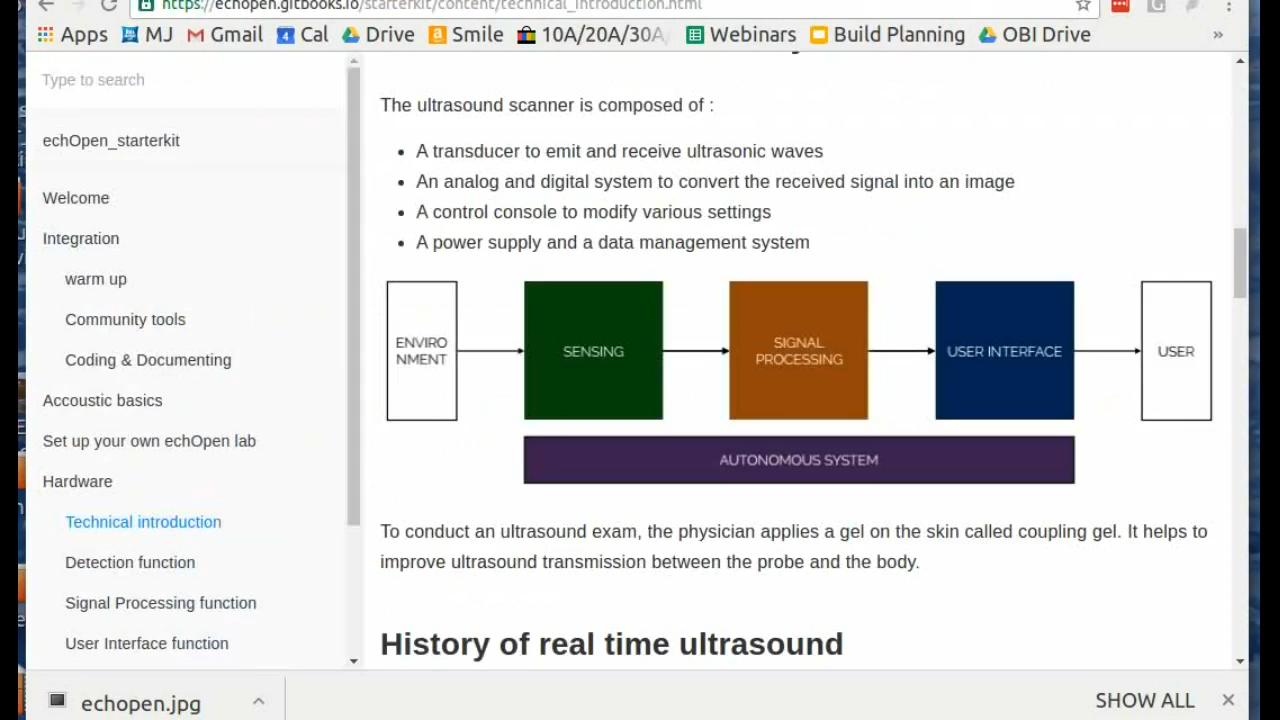 https://echopen.gitbooks.io/starterkit/content/technical_introduction.html
Apps MJ Gmail 4 Cal Drive a Smile 10A/20A/30A/ Webinars Build Planning OBI Drive »
Type to search
echOpen_starterkit
Welcome
Integration
warm up
Community tools
Coding & Documenting
Accoustic basics
Set up your own echOpen lab
Hardware
Technical introduction
Detection function
Signal Processing function
User Interface function
The ultrasound scanner is composed of :
• A transducer to emit and receive ultrasonic waves
• An analog and digital system to convert the received signal into an image
• A control console to modify various settings
• A power supply and a data management system
ENVIRO
NMENT
SENSING
SIGNAL
PROCESSING
USER INTERFACE
USER
AUTONOMOUS SYSTEM
To conduct an ultrasound exam, the physician applies a gel on the skin called coupling gel. It helps to
improve ultrasound transmission between the probe and the body.
History of real time ultrasound
echopen.jpg
SHOW ALL